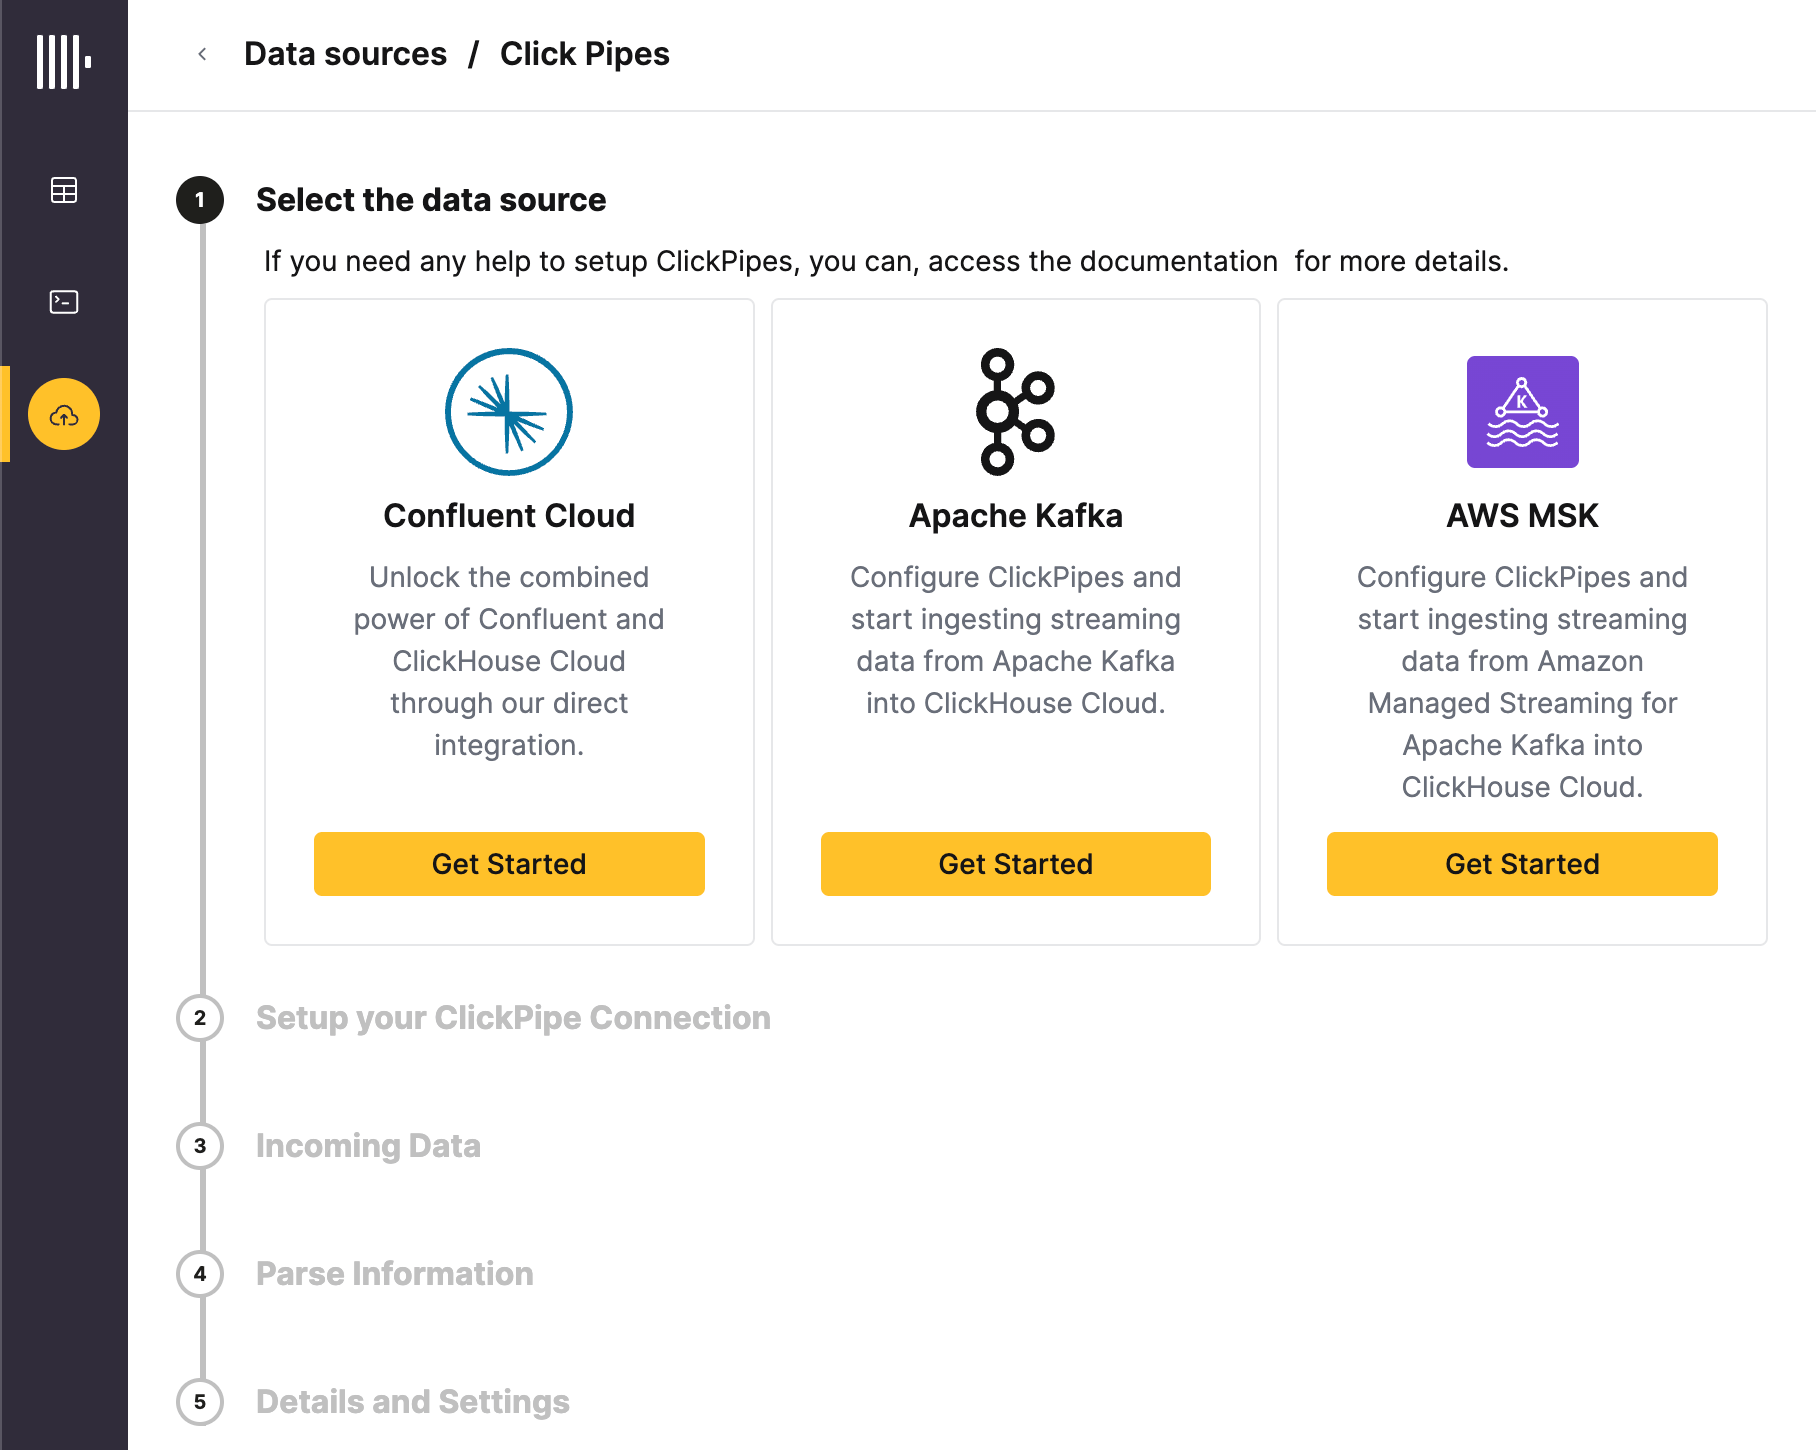 Data sources / Click Pipes
1 Select the data source
If you need any help to setup ClickPipes, you can, access the documentation  for more details.
K
Confluent Cloud
Unlock the combined
power of Confluent and
ClickHouse Cloud
through our direct
integration.
Get Started
Apache Kafka
Configure ClickPipes and
start ingesting streaming
data from Apache Kafka
into ClickHouse Cloud.
Get Started
AWS MSK
Configure ClickPipes and
start ingesting streaming
data from Amazon
Managed Streaming for
Apache Kafka into
ClickHouse Cloud.
Get Started
2 Setup your ClickPipe Connection
3 Incoming Data
4 Parse Information
5 Details and Settings